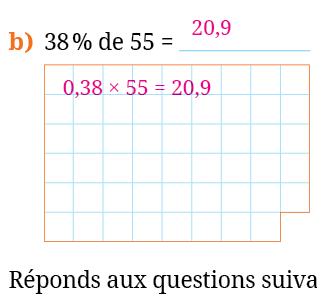 b) 38 % de 55 = 20,9
0,38 × 55 = 20,9
Réponds aux questions suiva